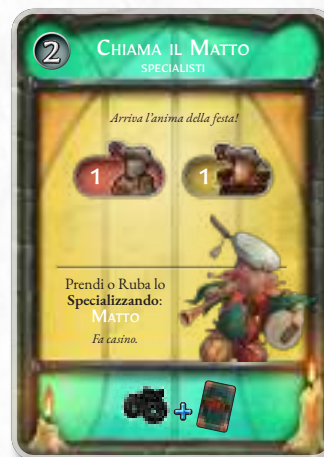 2
Chiama il Matto
SPECIALISTI
Arriva l'anima della festa!
1 1
Prendi o Ruba lo
Specializzando:
Matto
Fa casino.
+